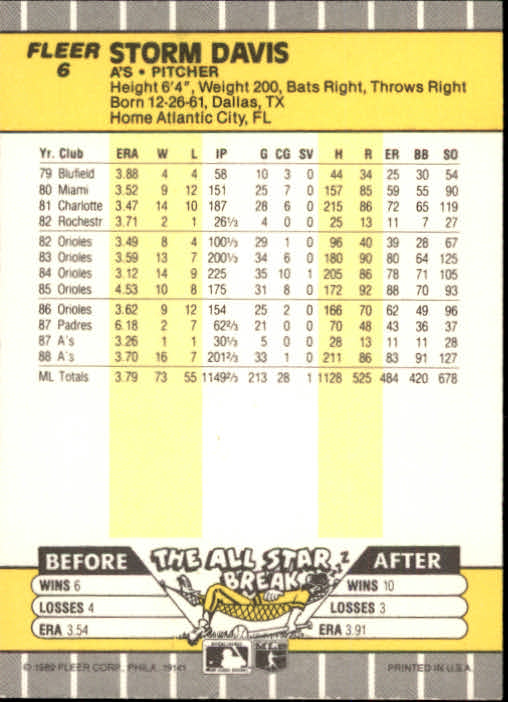 FLEER STORM DAVIS
6 A'S • PITCHER
Height 6'4", Weight 200, Bats Right, Throws Right
Born 12-26-61, Dallas, TX
Home Atlantic City, FL
Yr. Club ERA W L IP G CG SV H R ER BB SO
79 Blufield 3.88 4 4 58 10 3 0 44 34 25 30 54
80 Miami 3.52 9 12 151 25 7 0 157 85 59 55 90
81 Charlotte 3.47 14 10 187 28 6 0 215 86 72 65 119
82 Rochestr 3.71 2 1 26⅓ 4 0 0 25 13 11 7 27
82 Orioles 3.49 8 4 100⅓ 29 1 0 96 40 39 28 67
83 Orioles 3.59 13 7 200⅓ 34 6 0 180 90 80 64 125
84 Orioles 3.12 14 9 225 35 10 1 205 86 78 71 105
85 Orioles 4.53 10 8 175 31 8 0 172 92 88 70 93
86 Orioles 3.62 9 12 154 25 2 0 166 70 62 49 96
87 Padres 6.18 2 7 62⅔ 21 0 0 70 48 43 36 37
87 A's 3.26 1 1 30⅓ 5 0 0 28 13 11 11 28
88 A's 3.70 16 7 201⅔ 33 1 0 211 86 83 91 127
ML Totals 3.79 73 55 1149⅔ 213 28 1 1128 525 484 420 678
BEFORE THE ALL STAR BREAK AFTER
WINS 6 WINS 10
LOSSES 4 LOSSES 3
ERA 3.54 ERA 3.91
© 1989 FLEER CORP., PHILA. 19141 PRINTED IN U.S.A.